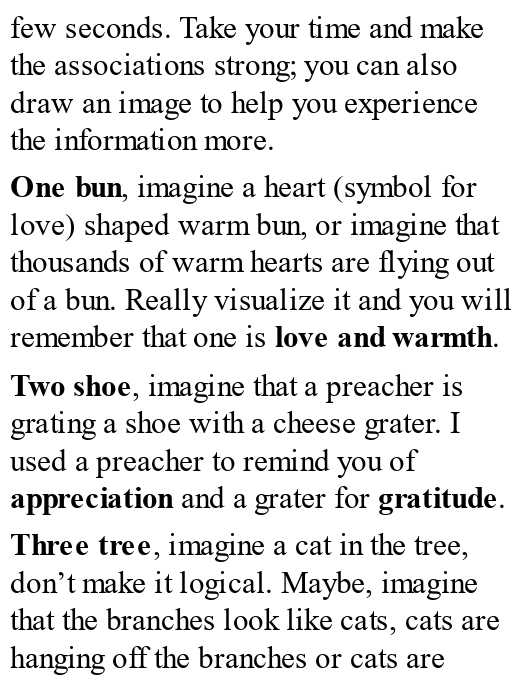 few seconds. Take your time and make
the associations strong; you can also
draw an image to help you experience
the information more.
One bun, imagine a heart (symbol for
love) shaped warm bun, or imagine that
thousands of warm hearts are flying out
of a bun. Really visualize it and you will
remember that one is love and warmth.
Two shoe, imagine that a preacher is
grating a shoe with a cheese grater. I
used a preacher to remind you of
appreciation and a grater for gratitude.
Three tree, imagine a cat in the tree,
don’t make it logical. Maybe, imagine
that the branches look like cats, cats are
hanging off the branches or cats are